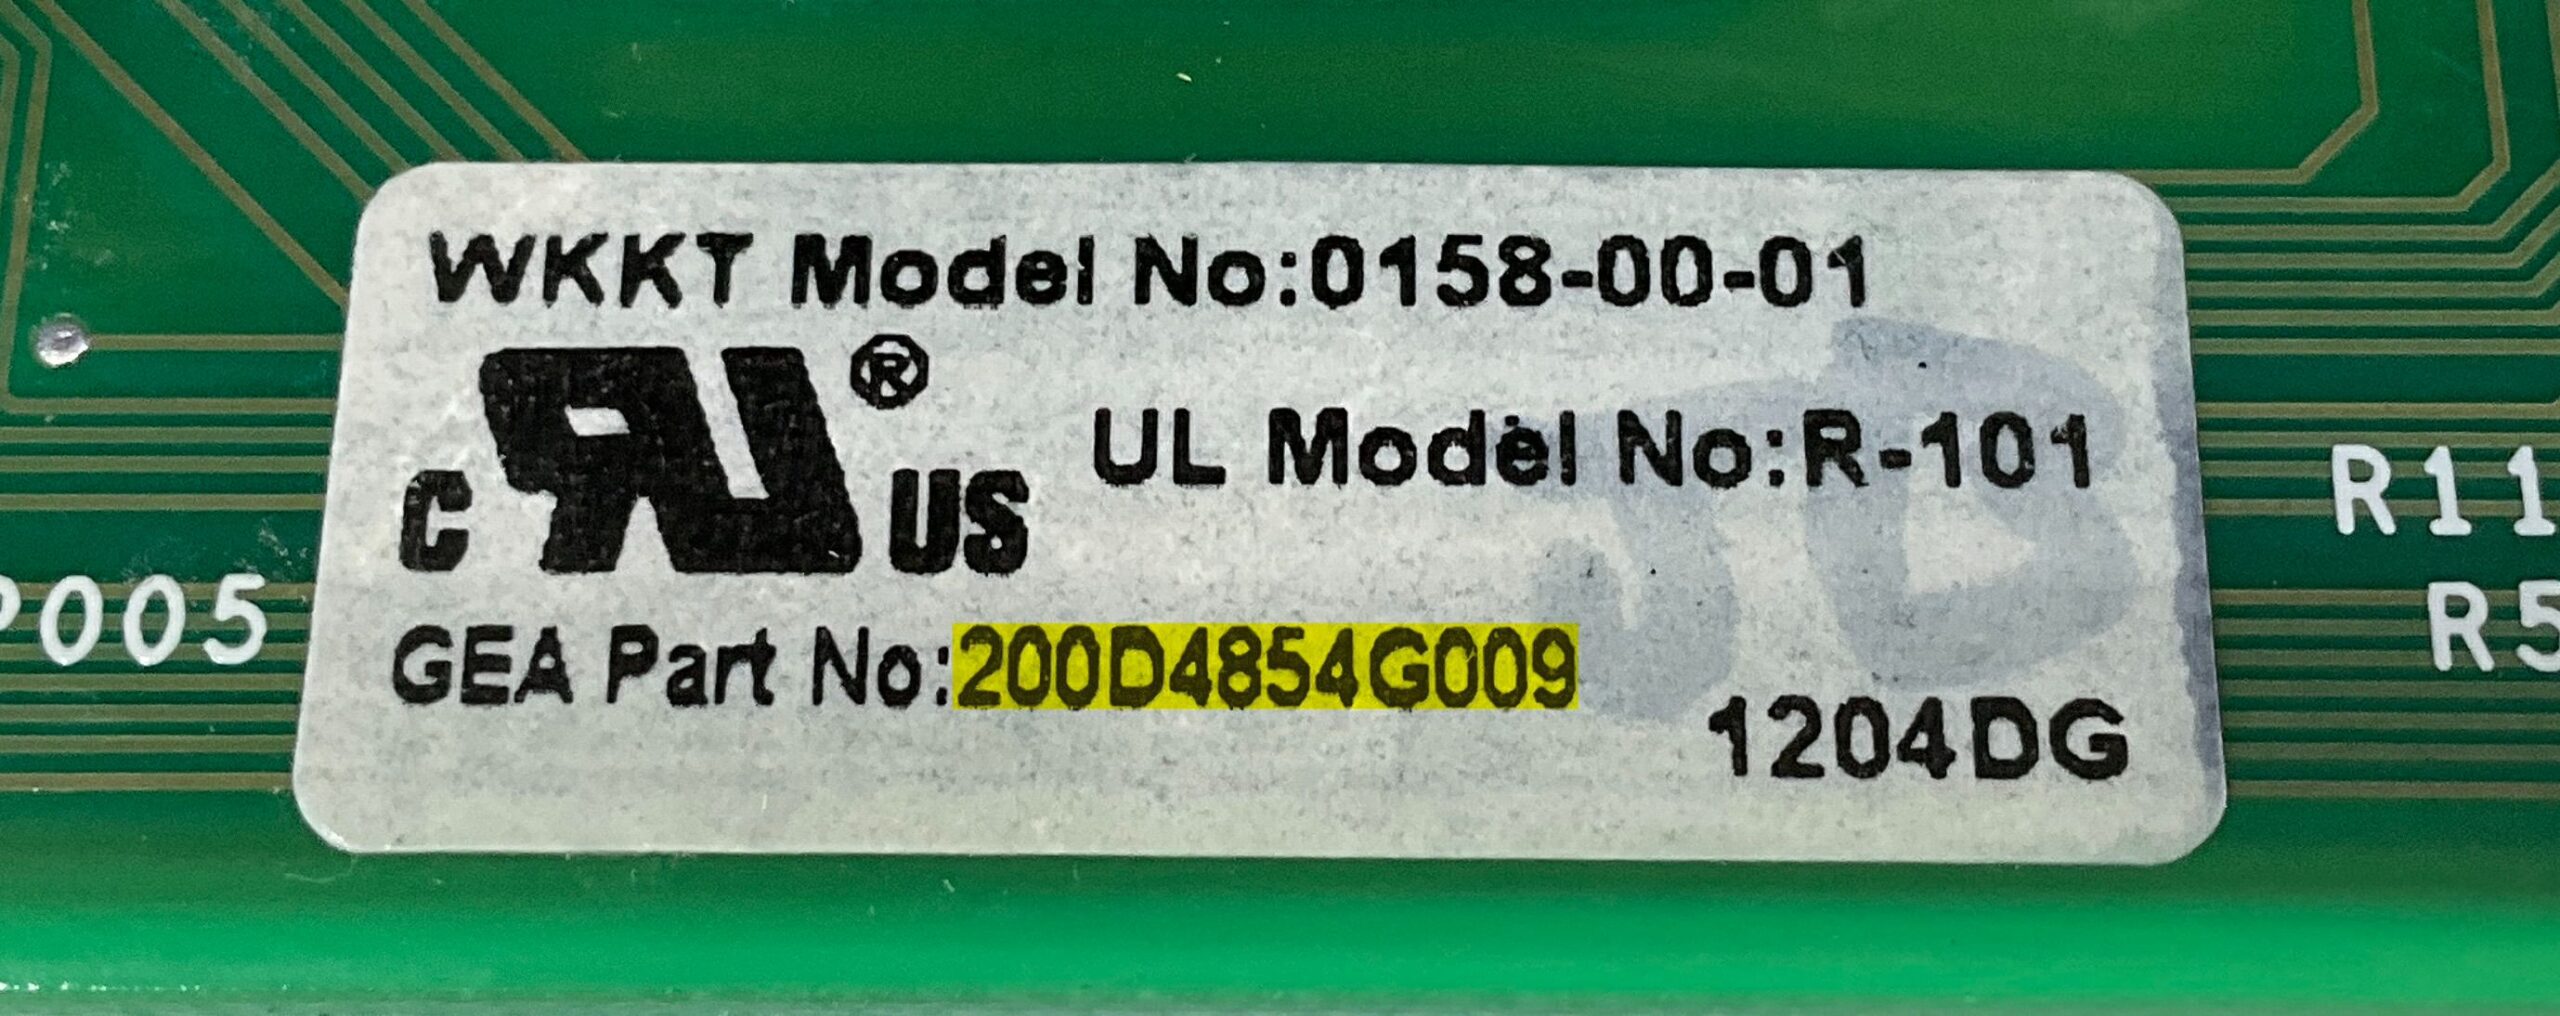 WKKT Model No:0158-00-01
c UL® US
UL Model No:R-101
GEA Part No:200D4854G009
1204DG
P005
R11
R5